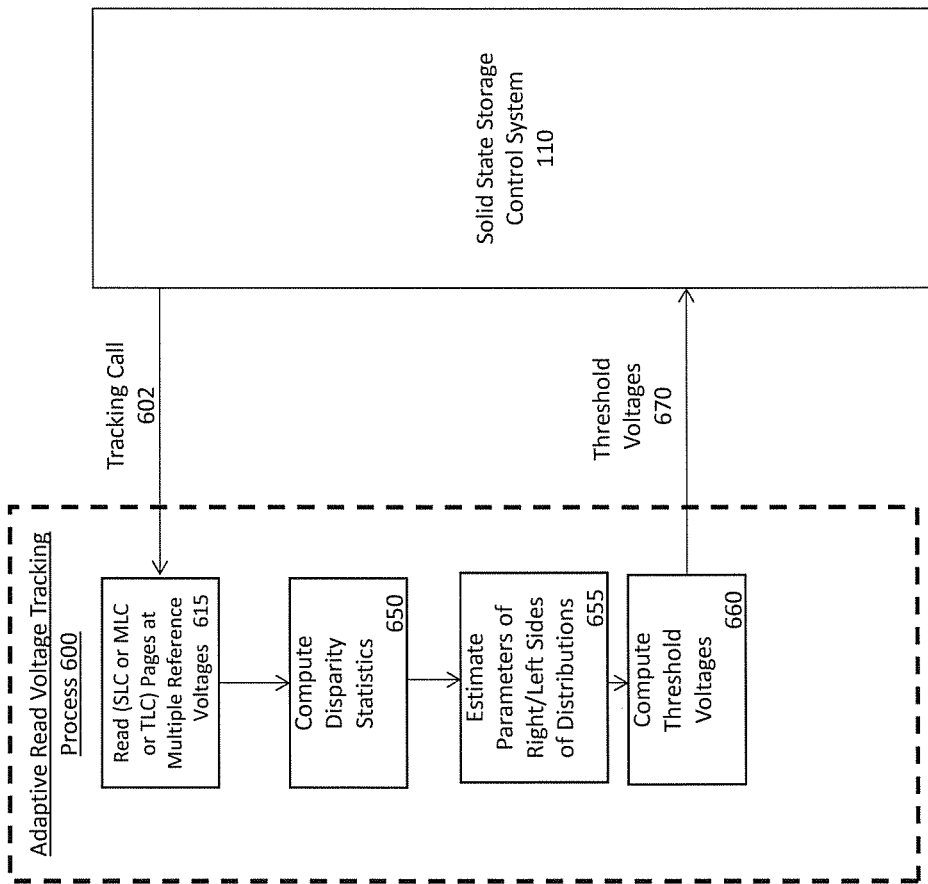 Adaptive Read Voltage Tracking
Process 600
Read (SLC or MLC
or TLC) Pages at
Multiple Reference
Voltages 615
Compute
Disparity
Statistics
650
Estimate
Parameters of
Right/Left Sides
of Distributions
655
Compute
Threshold
Voltages
660
Tracking Call
602
Threshold
Voltages
670
Solid State Storage
Control System
110